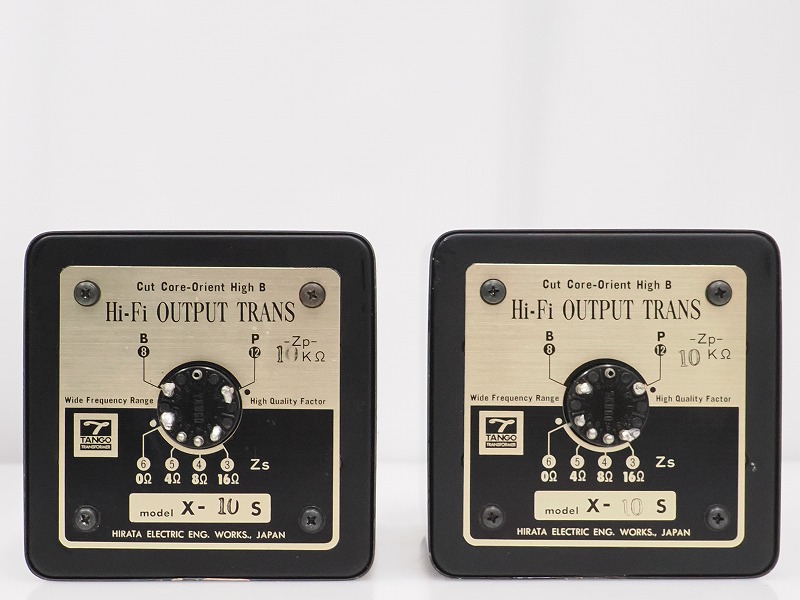 Cut Core-Orient High B
Hi-Fi OUTPUT TRANS
B
8
P
12
-Zp-
10 KΩ
Wide Frequency Range
High Quality Factor
TANGO
TRANSFORMER
6
5
4
3
Zs
0Ω
4Ω
8Ω
16Ω
model X- 10 S
HIRATA ELECTRIC ENG. WORKS., JAPAN
Cut Core-Orient High B
Hi-Fi OUTPUT TRANS
B
8
P
12
-Zp-
10 KΩ
Wide Frequency Range
High Quality Factor
TANGO
TRANSFORMER
6
5
4
3
Zs
0Ω
4Ω
8Ω
16Ω
model X- 10 S
HIRATA ELECTRIC ENG. WORKS., JAPAN